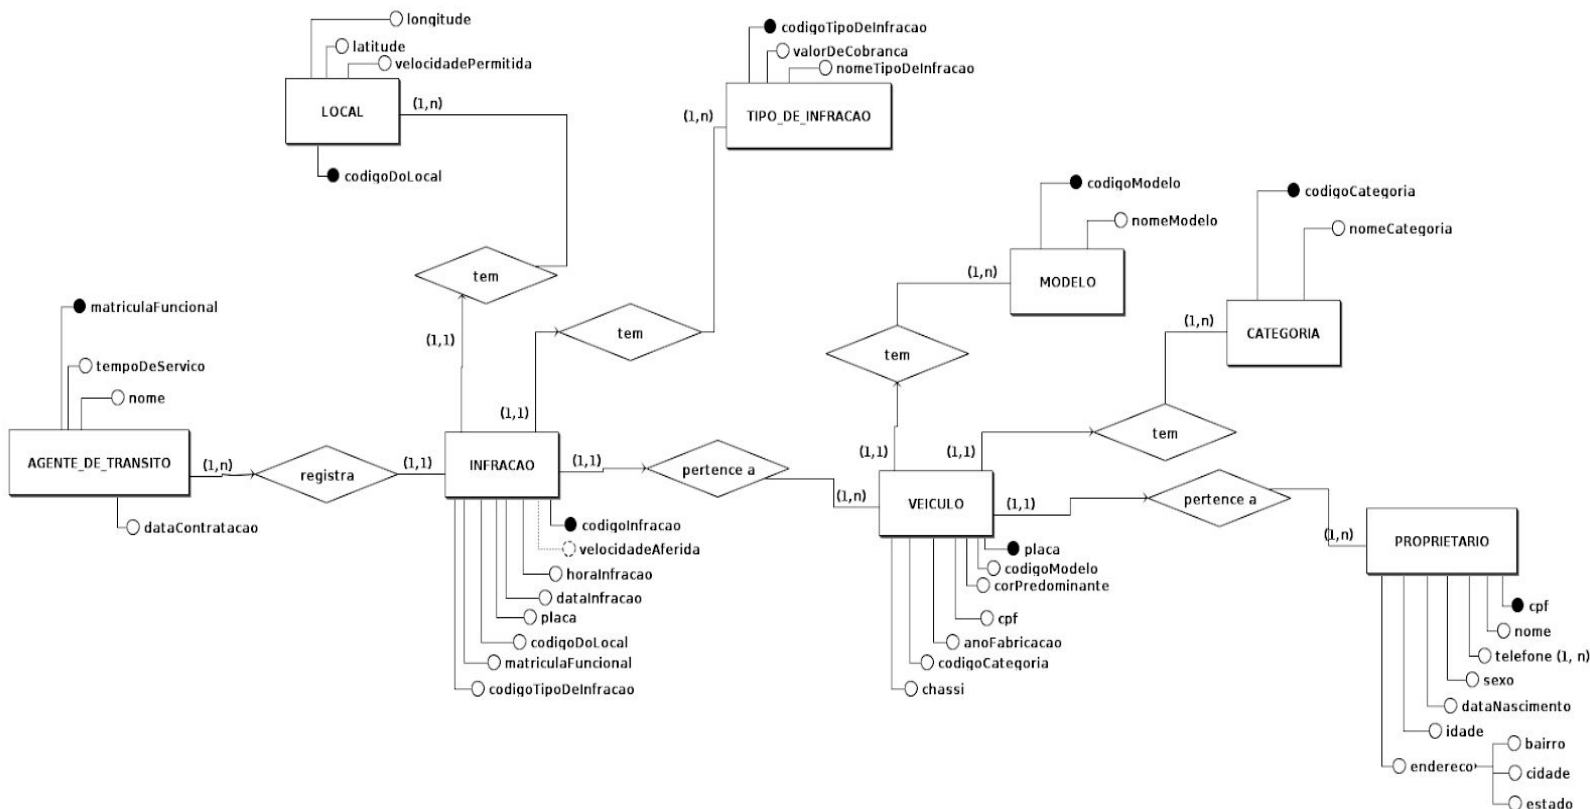 longitude
latitude
velocidadePermitida
LOCAL
(1,n)
codigoDoLocal
codigoTipoDeInfracao
valorDeCobranca
nomeTipoDeInfracao
(1,n)
TIPO_DE_INFRACAO
codigoModelo
nomeModelo
(1,n)
MODELO
codigoCategoria
nomeCategoria
(1,n)
CATEGORIA
tem
(1,1)
tem
(1,1)
tem
(1,1)
tem
(1,1)
matriculaFuncional
tempoDeServico
nome
AGENTE_DE_TRANSITO
(1,n)
dataContratacao
registra
(1,1)
INFRACAO
(1,1)
pertence a
(1,n)
VEICULO
(1,1)
pertence a
(1,n)
PROPRIETARIO
codigoInfracao
velocidadeAferida
horaInfracao
dataInfracao
placa
codigoDoLocal
matriculaFuncional
codigoTipoDeInfracao
placa
codigoModelo
corPredominante
cpf
anoFabricacao
codigoCategoria
chassi
cpf
nome
telefone (1, n)
sexo
dataNascimento
idade
endereco
bairro
cidade
estado